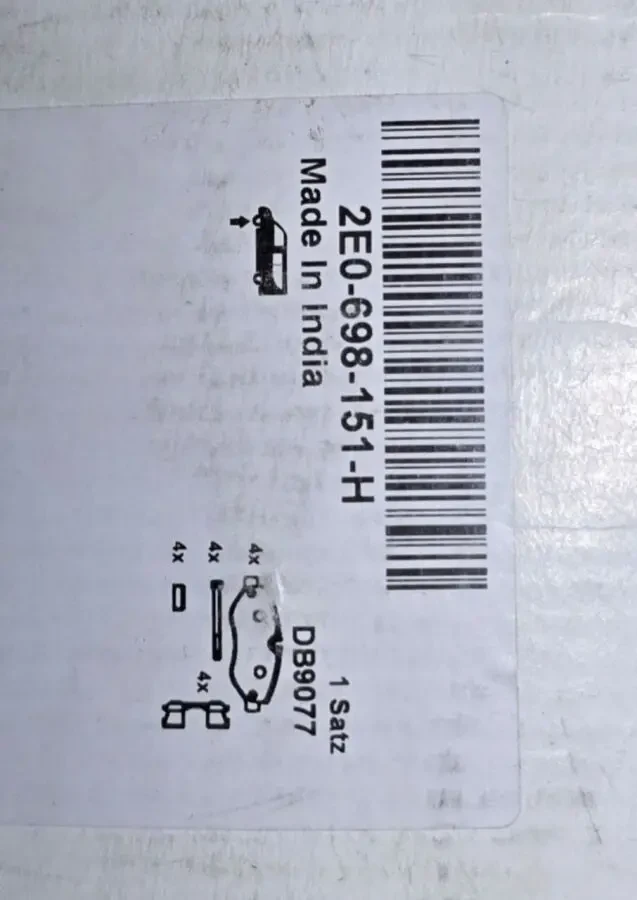 2E0-698-151-H
Made In India
1 Satz
DB9077
4x
4x
4x
4x